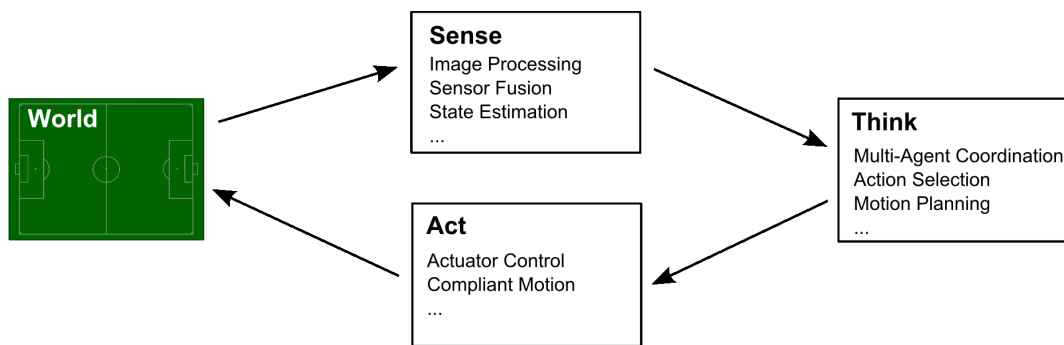 World
Sense
Image Processing
Sensor Fusion
State Estimation
...
Think
Multi-Agent Coordination
Action Selection
Motion Planning
...
Act
Actuator Control
Compliant Motion
...